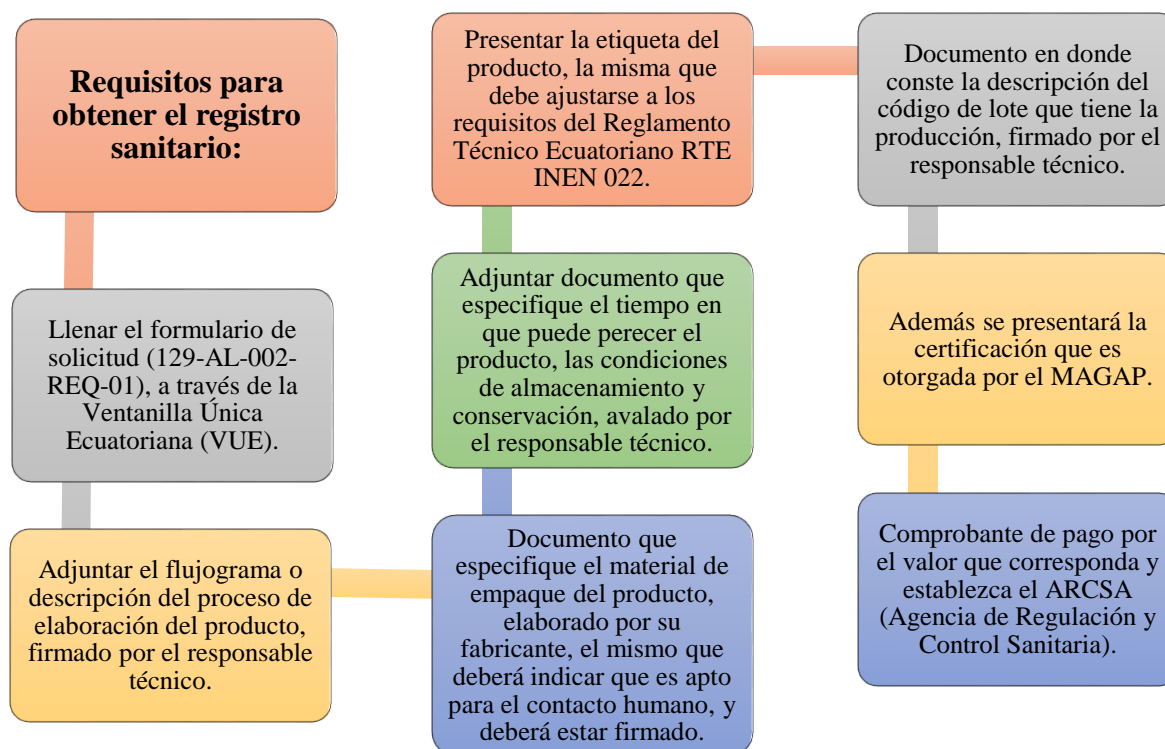 Requisitos para
obtener el registro
sanitario:
Llenar el formulario de
solicitud (129-AL-002-
REQ-01), a través de la
Ventanilla Única
Ecuatoriana (VUE).
Adjuntar el flujograma o
descripción del proceso de
elaboración del producto,
firmado por el responsable
técnico.
Documento que
especifique el material de
empaque del producto,
elaborado por su
fabricante, el mismo que
deberá indicar que es apto
para el contacto humano, y
deberá estar firmado.
Adjuntar documento que
especifique el tiempo en
que puede perecer el
producto, las condiciones
de almacenamiento y
conservación, avalado por
el responsable técnico.
Presentar la etiqueta del
producto, la misma que
debe ajustarse a los
requisitos del Reglamento
Técnico Ecuatoriano RTE
INEN 022.
Documento en donde
conste la descripción del
código de lote que tiene la
producción, firmado por el
responsable técnico.
Además se presentará la
certificación que es
otorgada por el MAGAP.
Comprobante de pago por
el valor que corresponda y
establezca el ARCSA
(Agencia de Regulación y
Control Sanitaria).